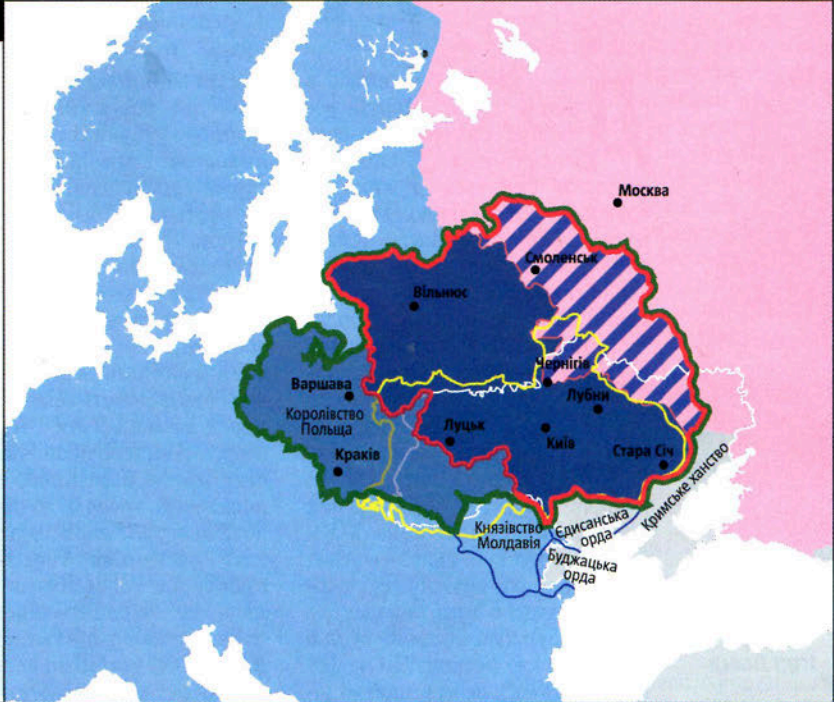 Москва
Смоленськ
Вільнюс
Чернігів
Варшава
Лубни
Королівство
Польща
Луцьк
Київ
Краків
Стара Січ
Кримське ханство
Князівство
Молдавія
Єдисанська
орда
Буджацька
орда